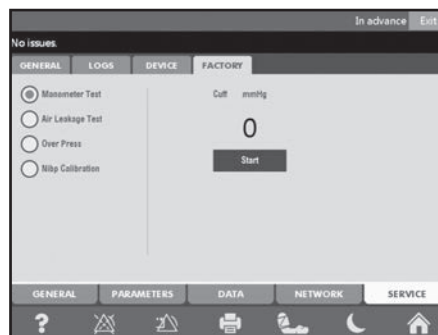 In advance Exit
No issues.
GENERAL LOGS DEVICE FACTORY
Manometer Test
Air Leakage Test
Over Press
Nibp Calibration
Cuff mmHg
0
Start
GENERAL PARAMETERS DATA NETWORK SERVICE
?